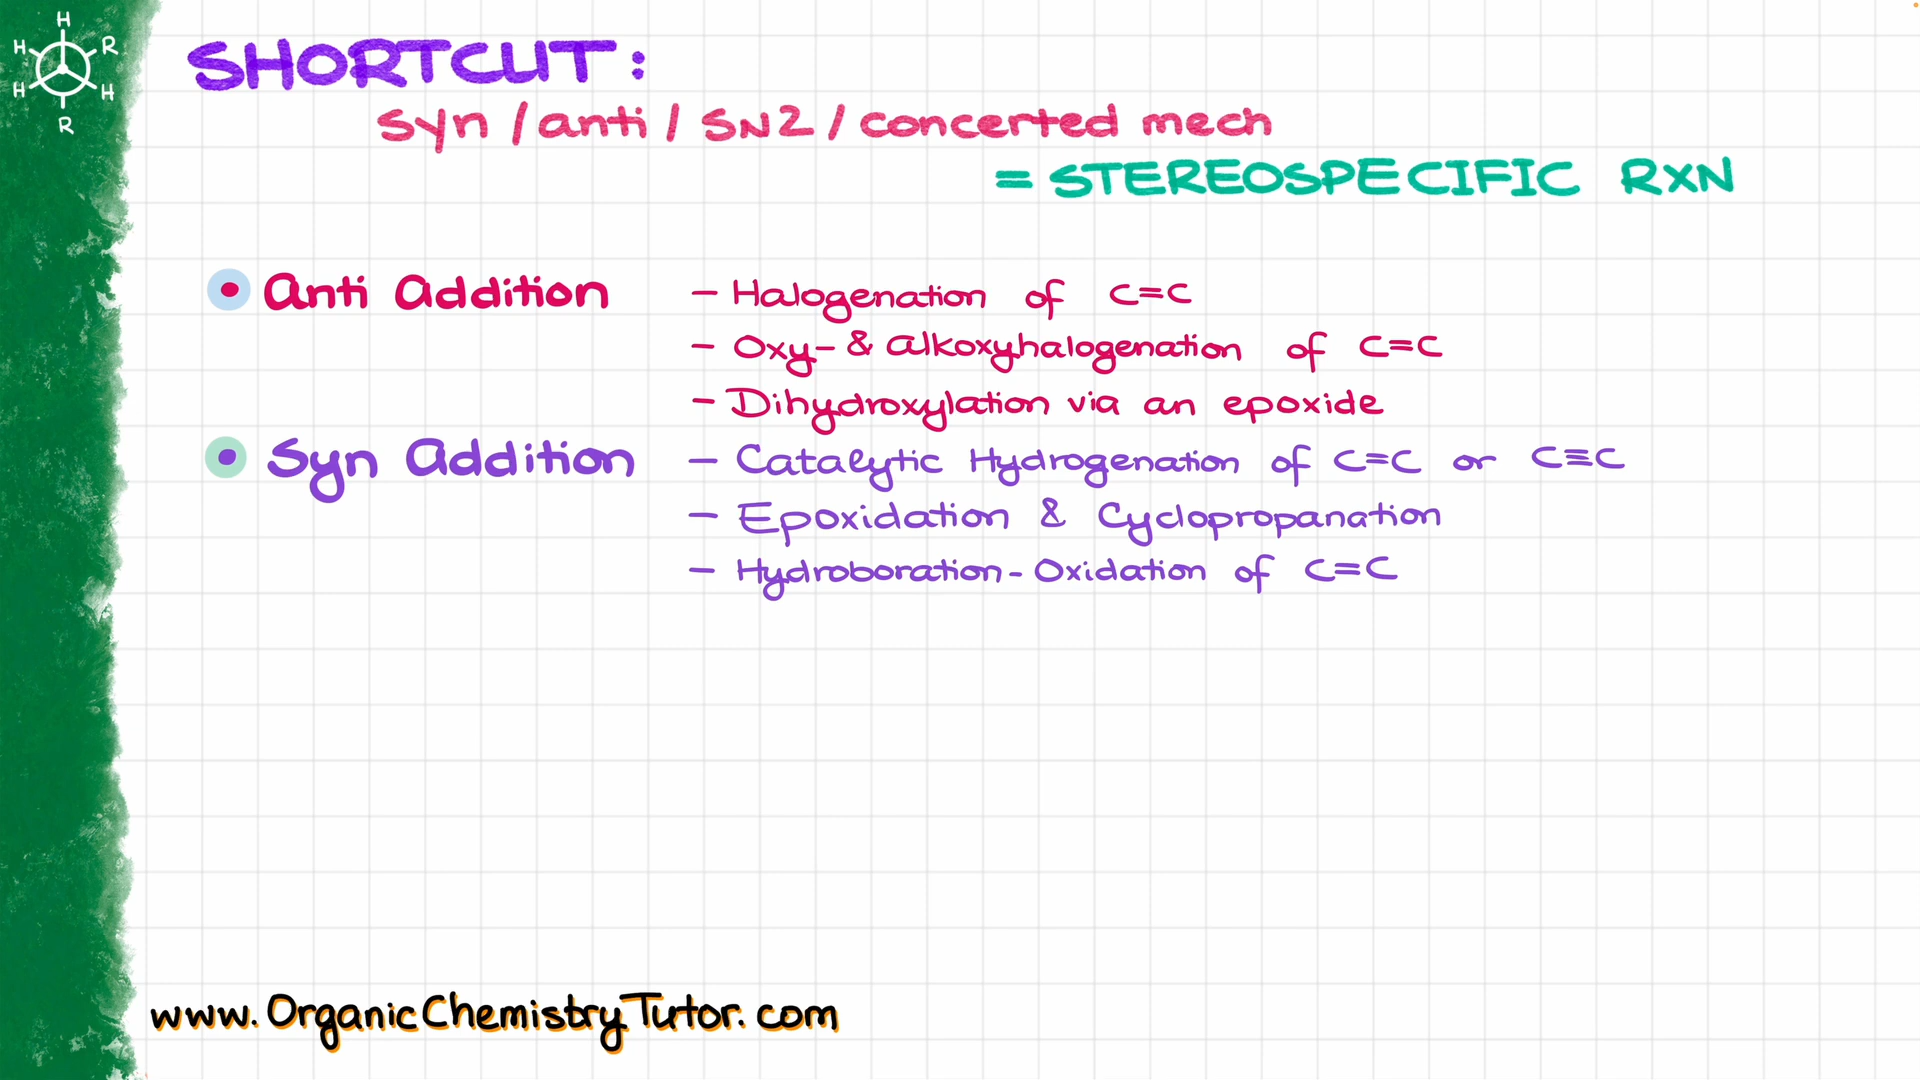 H
H R
H H
R
SHORTCUT:
syn / anti / SN2 / concerted mech
= STEREOSPECIFIC RXN
• Anti Addition - Halogenation of C=C
- Oxy- & alkoxyhalogenation of C=C
- Dihydroxylation via an epoxide
• Syn Addition - Catalytic Hydrogenation of C=C or C≡C
- Epoxidation & Cyclopropanation
- Hydroboration-Oxidation of C=C
www.OrganicChemistryTutor.com